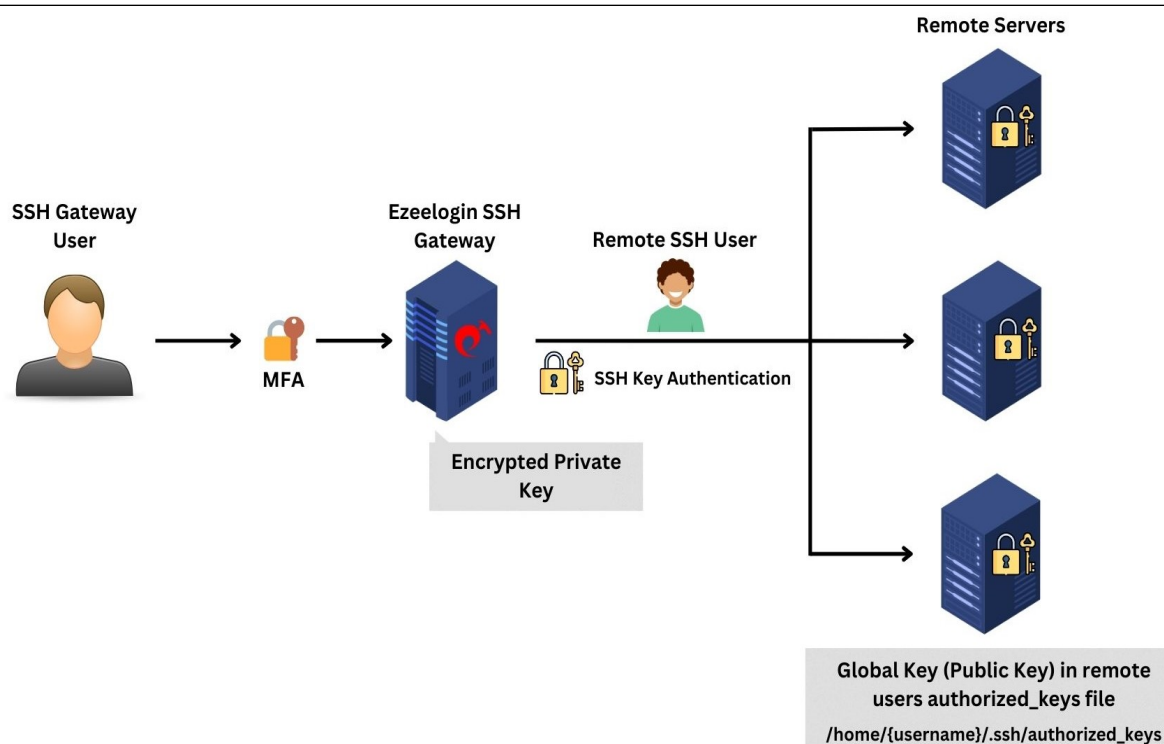 Remote Servers
SSH Gateway
User
Ezeelogin SSH
Gateway
Remote SSH User
MFA
SSH Key Authentication
Encrypted Private
Key
Global Key (Public Key) in remote
users authorized_keys file
/home/{username}/.ssh/authorized_keys